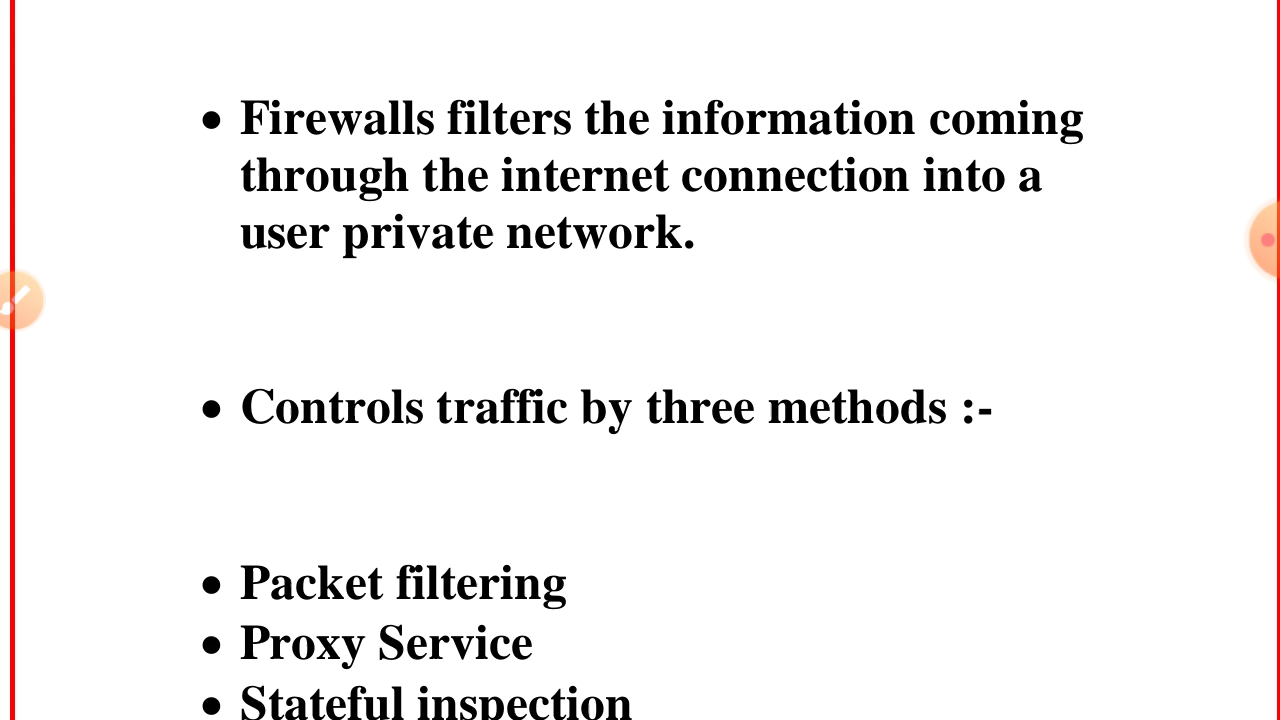 • Firewalls filters the information coming
through the internet connection into a
user private network.
• Controls traffic by three methods :-
• Packet filtering
• Proxy Service
• Stateful inspection